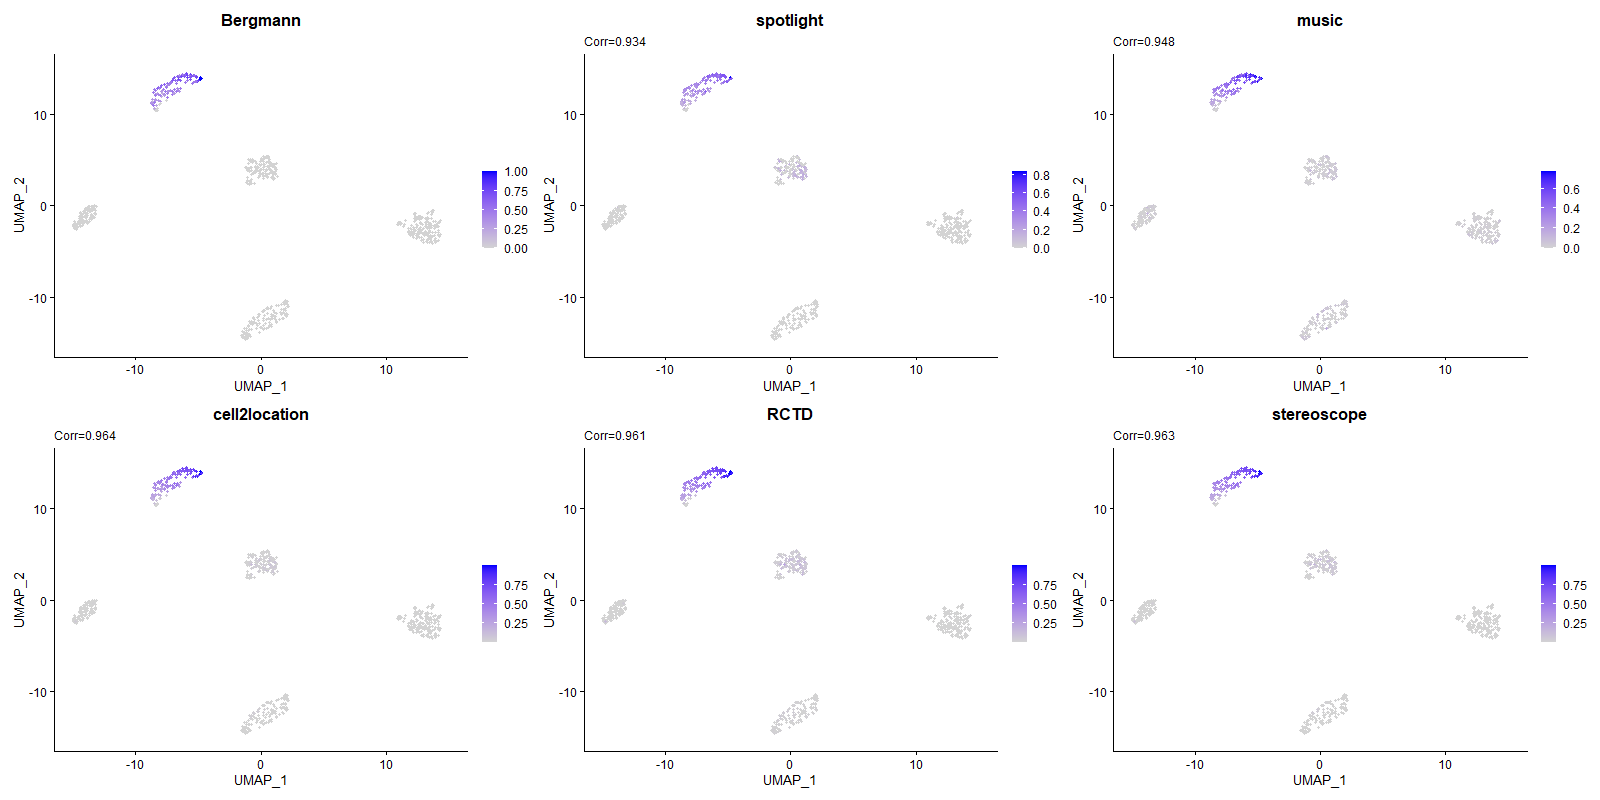 Bergmann
10
0
-10
UMAP_2
-10 0 10
UMAP_1
1.00
0.75
0.50
0.25
0.00
spotlight
Corr=0.934
10
0
-10
UMAP_2
-10 0 10
UMAP_1
0.8
0.6
0.4
0.2
0.0
music
Corr=0.948
10
0
-10
UMAP_2
-10 0 10
UMAP_1
0.6
0.4
0.2
0.0
cell2location
Corr=0.964
10
0
-10
UMAP_2
-10 0 10
UMAP_1
0.75
0.50
0.25
RCTD
Corr=0.961
10
0
-10
UMAP_2
-10 0 10
UMAP_1
0.75
0.50
0.25
stereoscope
Corr=0.963
10
0
-10
UMAP_2
-10 0 10
UMAP_1
0.75
0.50
0.25